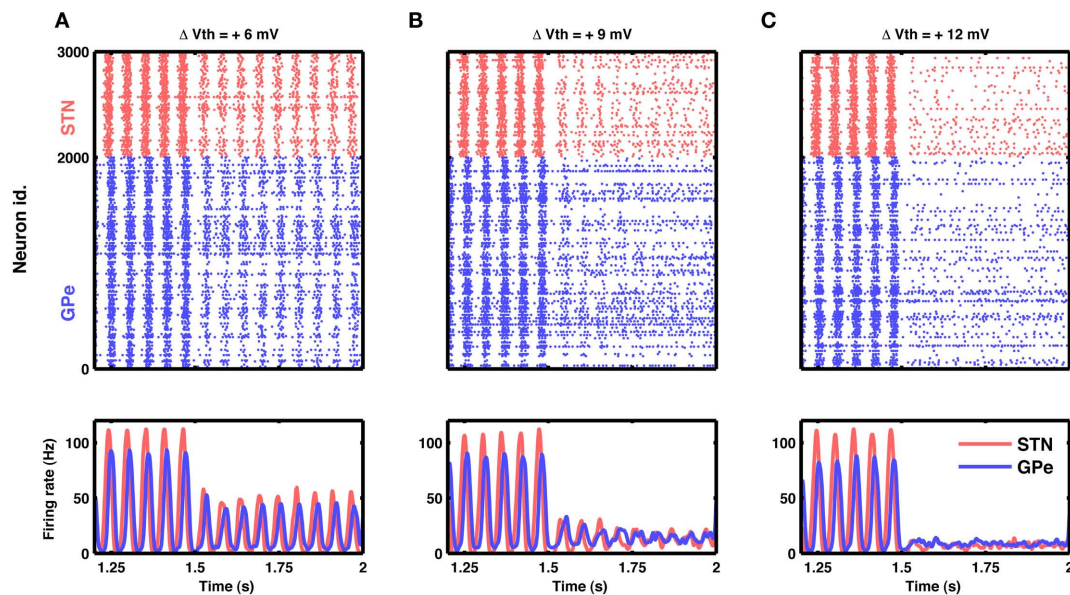 A
B
C
Δ Vth = + 6 mV
Δ Vth = + 9 mV
Δ Vth = + 12 mV
3000
STN
2000
Neuron id.
GPe
0
100
50
0
Firing rate (Hz)
1.25
1.5
1.75
2
Time (s)
100
50
0
1.25
1.5
1.75
2
Time (s)
100
50
0
STN
GPe
1.25
1.5
1.75
2
Time (s)